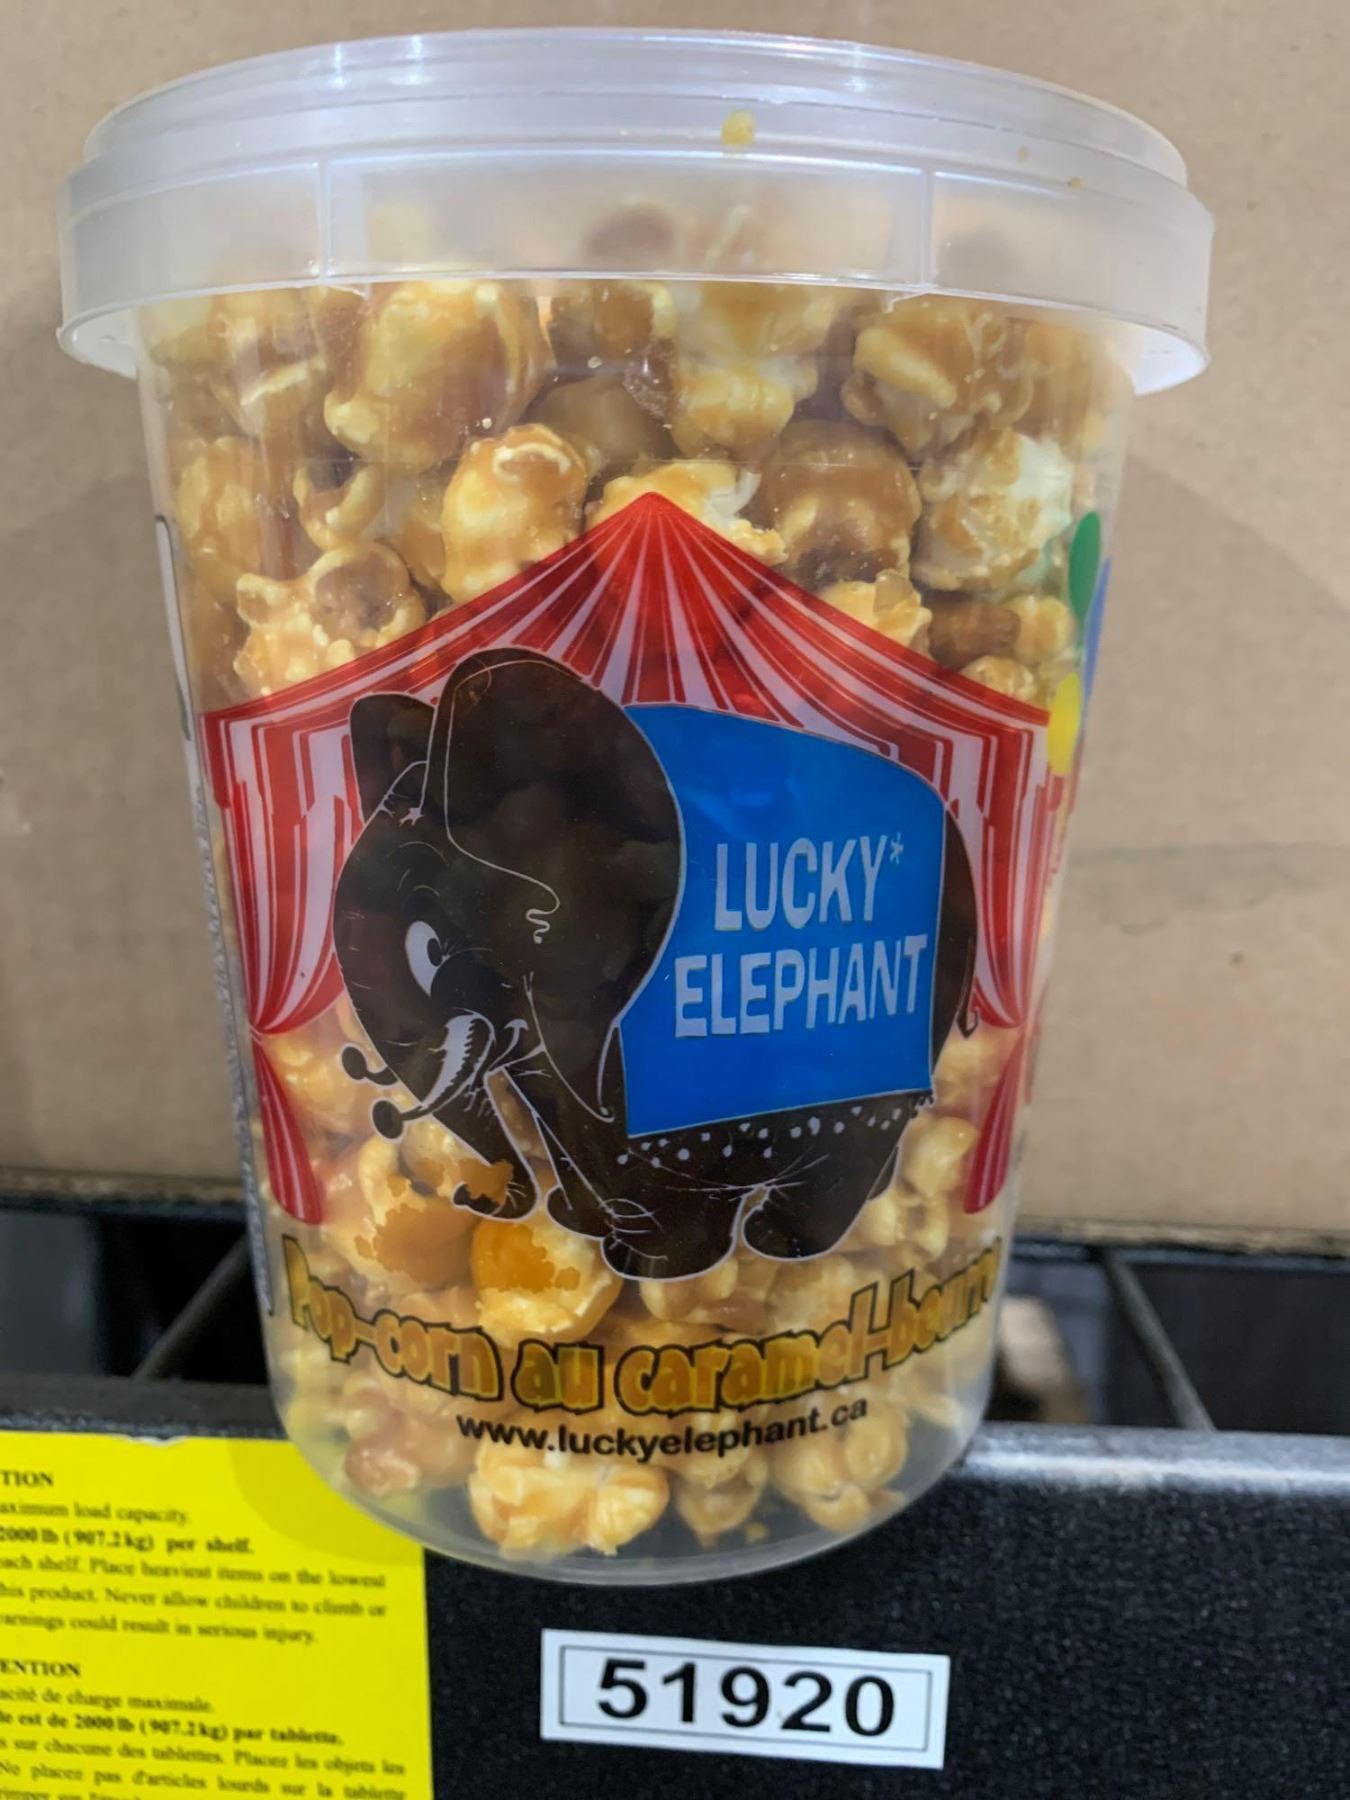 LUCKY*
ELEPHANT
Pop-corn au caramel-beurre
www.luckyelephant.ca
TION
aximum load capacity.
2000 lb (907.2 kg) per shelf.
each shelf. Place heaviest items on the lowest
his product. Never allow children to climb or
arnings could result in serious injury.
ENTION
acité de charge maximale.
le est de 2000 lb (907.2 kg) par tablette.
s sur chacune des tablettes. Placez les objets les
No placez pas d'articles lourds sur la tablette
51920